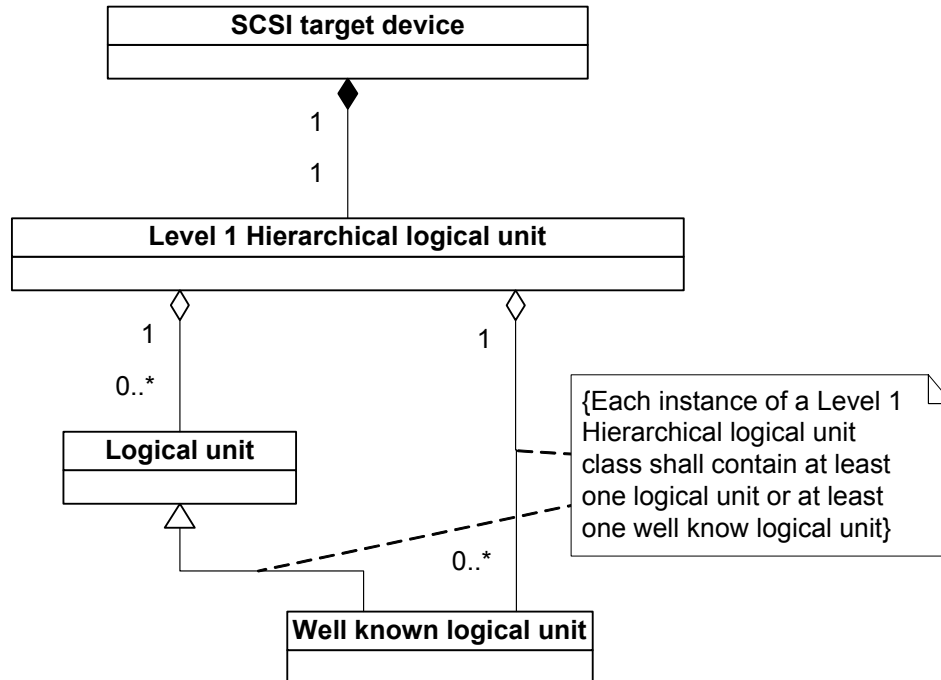 SCSI target device
1
1
Level 1 Hierarchical logical unit
1
1
0..*
{Each instance of a Level 1
Hierarchical logical unit
class shall contain at least
one logical unit or at least
one well know logical unit}
Logical unit
0..*
Well known logical unit